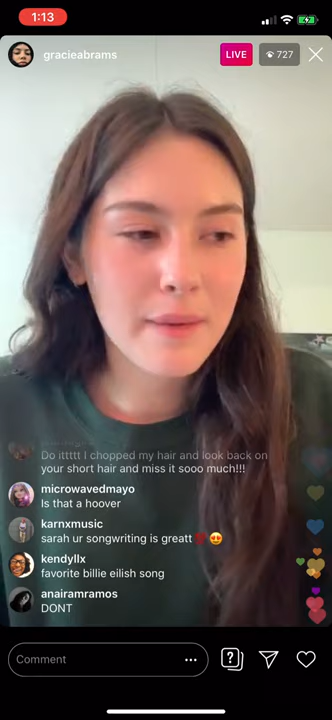 1:13
gracieabrams
LIVE
727
Do itttttt I chopped my hair and look back on
your short hair and miss it sooo much!!!
microwavedmayo
Is that a hoover
karnxmusic
sarah ur songwriting is greatt
kendyllx
favorite billie eilish song
anairamramos
DONT
Comment